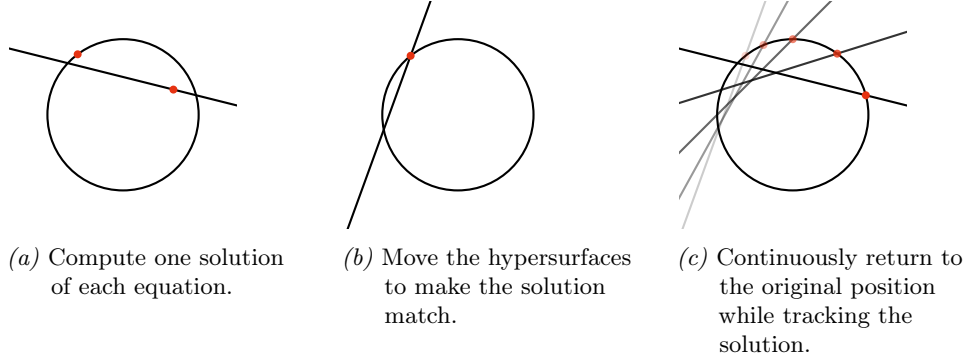 (a) Compute one solution
of each equation.
(b) Move the hypersurfaces
to make the solution
match.
(c) Continuously return to
the original position
while tracking the
solution.